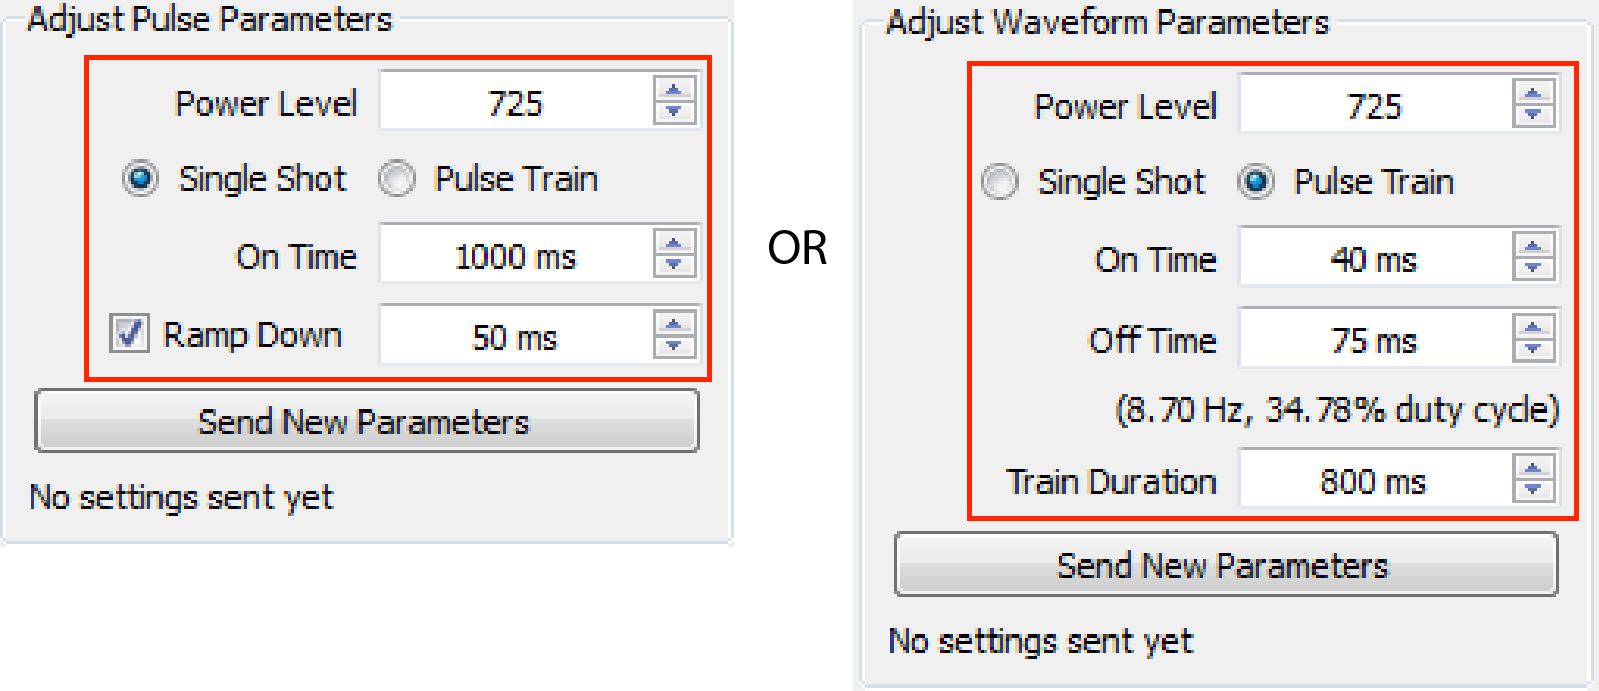 Adjust Pulse Parameters
Power Level 725
Single Shot Pulse Train
On Time 1000 ms
Ramp Down 50 ms
Send New Parameters
No settings sent yet
OR
Adjust Waveform Parameters
Power Level 725
Single Shot Pulse Train
On Time 40 ms
Off Time 75 ms
(8.70 Hz, 34.78% duty cycle)
Train Duration 800 ms
Send New Parameters
No settings sent yet